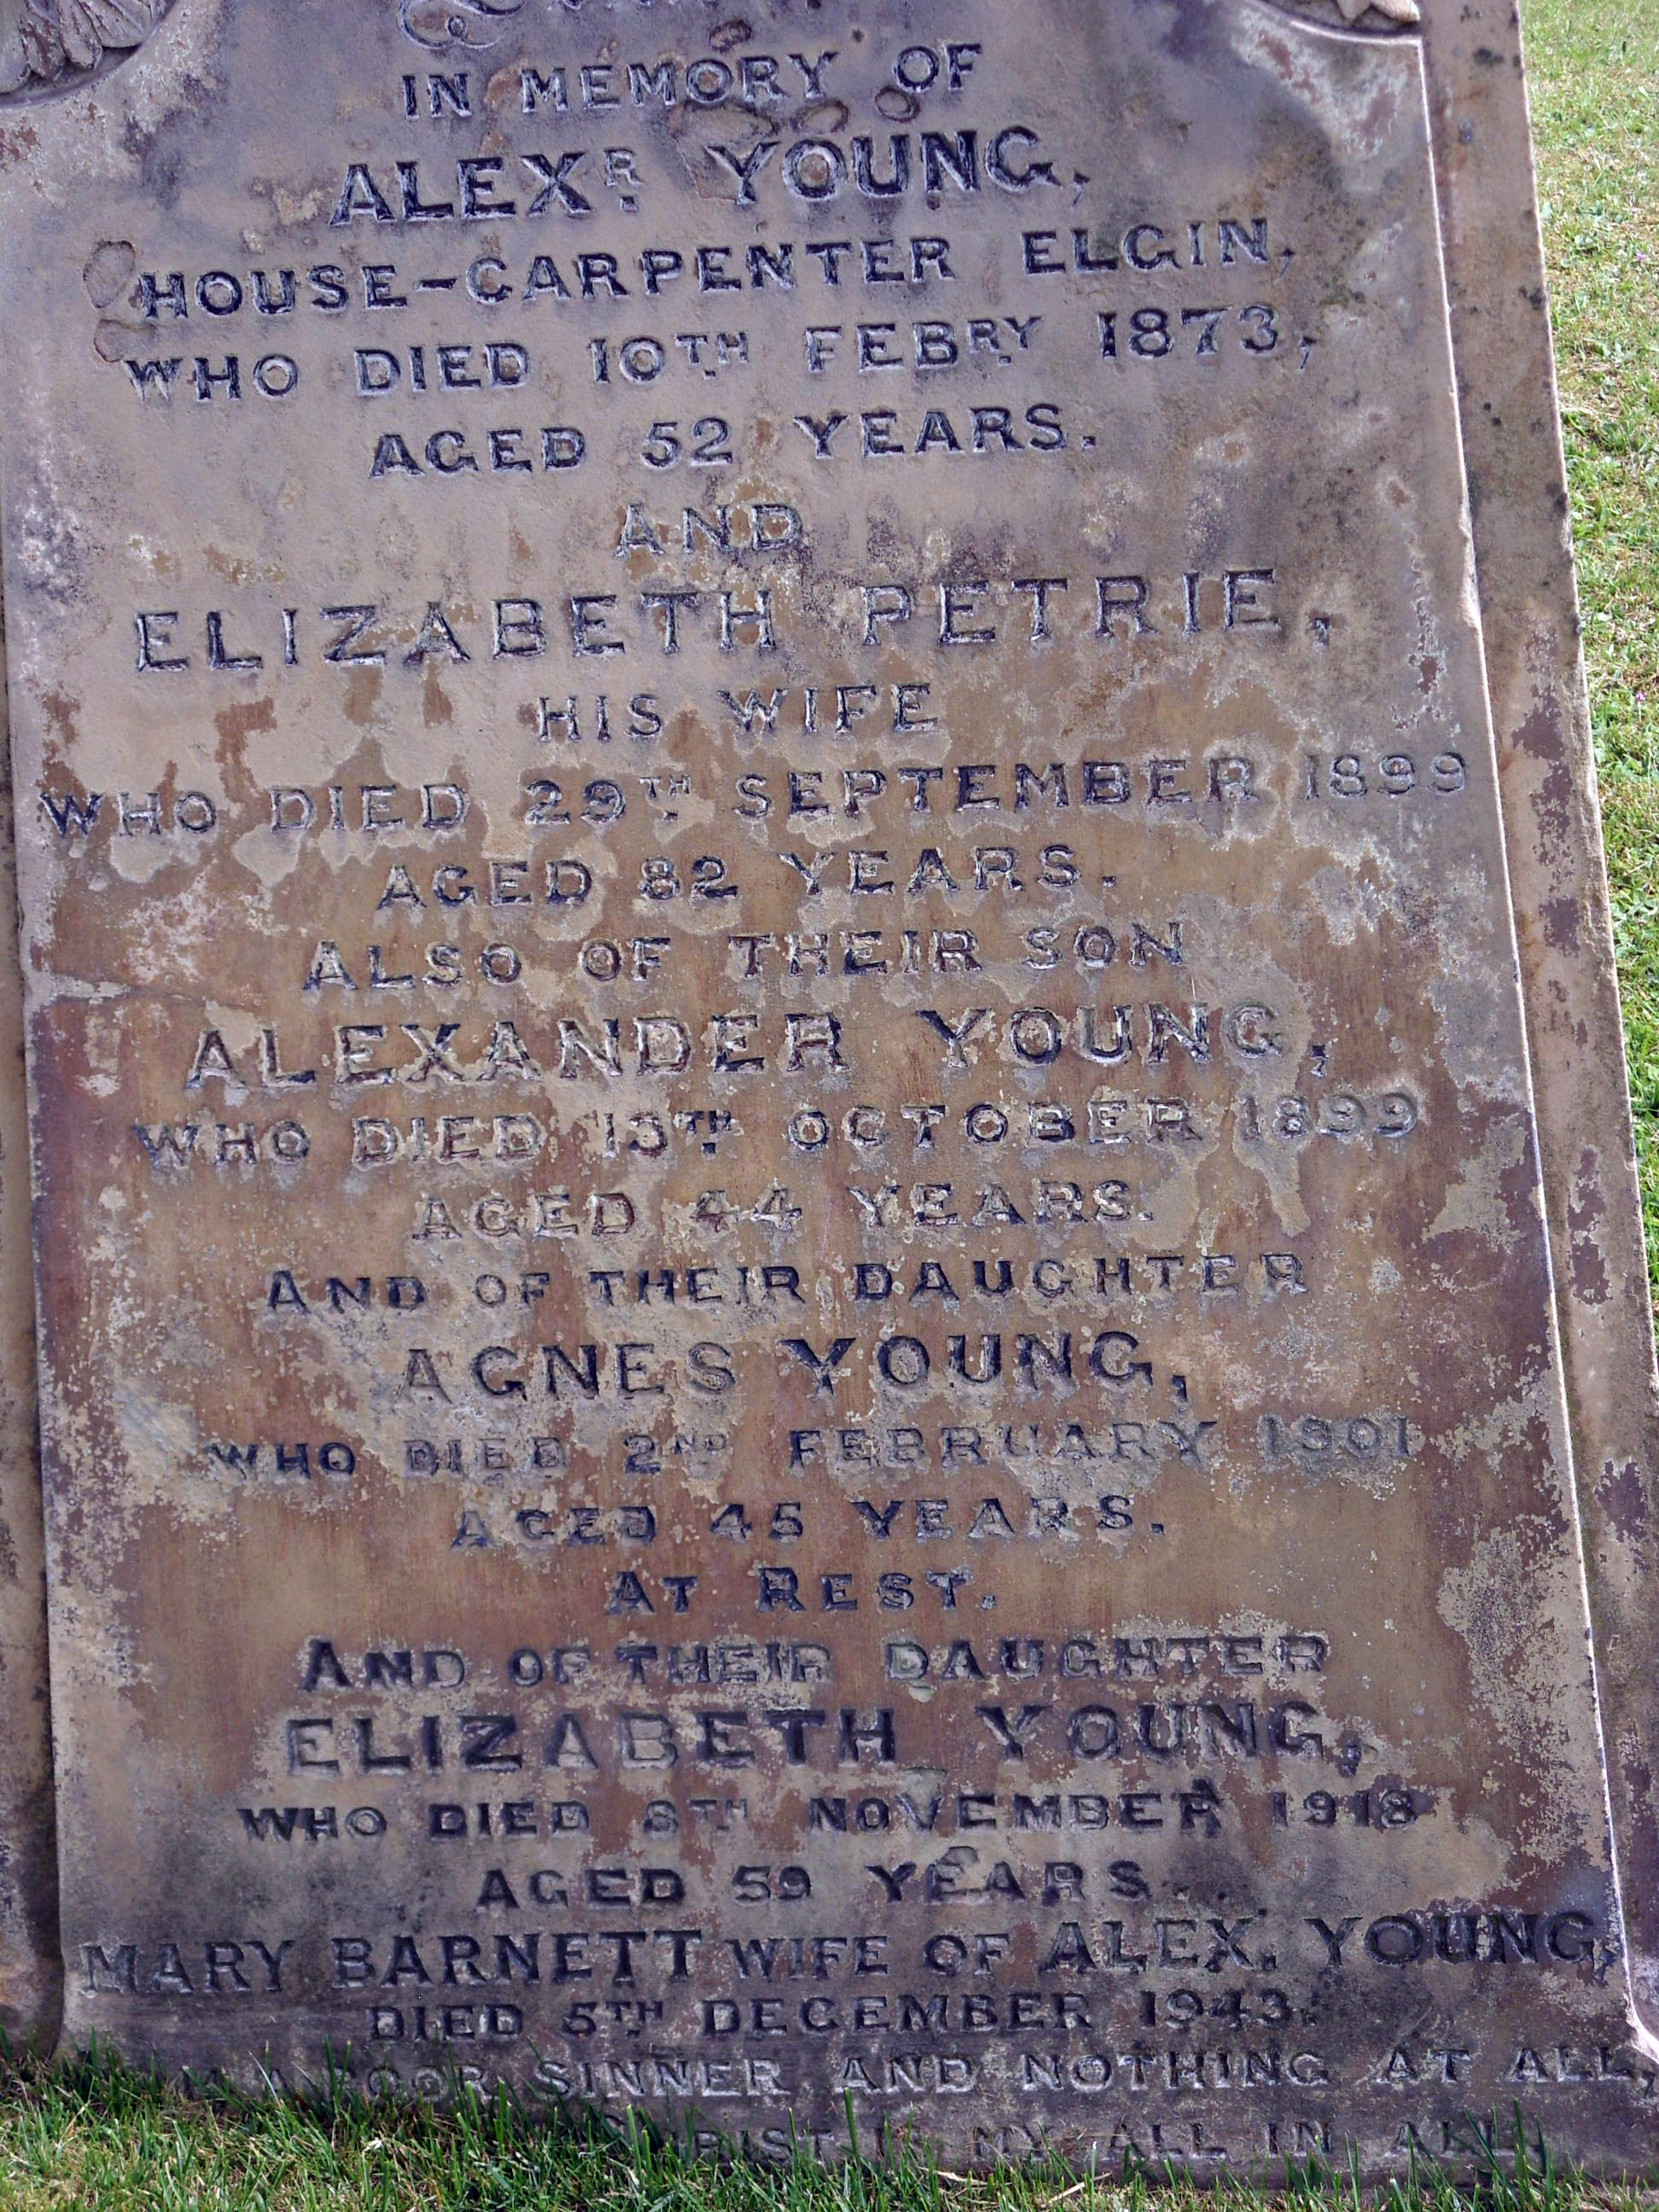 IN MEMORY OF
ALEXR. YOUNG,
HOUSE-CARPENTER ELGIN,
WHO DIED 10TH FEBRY 1873,
AGED 52 YEARS.
AND
ELIZABETH PETRIE,
HIS WIFE
WHO DIED 29TH SEPTEMBER 1899
AGED 82 YEARS.
ALSO OF THEIR SON
ALEXANDER YOUNG,
WHO DIED 13TH OCTOBER 1899
AGED 44 YEARS.
AND OF THEIR DAUGHTER
AGNES YOUNG,
WHO DIED 2ND FEBRUARY 1901
AGED 45 YEARS.
AT REST.
AND OF THEIR DAUGHTER
ELIZABETH YOUNG,
WHO DIED 8TH NOVEMBER 1918
AGED 59 YEARS.
MARY BARNETT WIFE OF ALEX. YOUNG,
DIED 5TH DECEMBER 1943.
A POOR SINNER AND NOTHING AT ALL,
CHRIST IS MY ALL IN ALL.